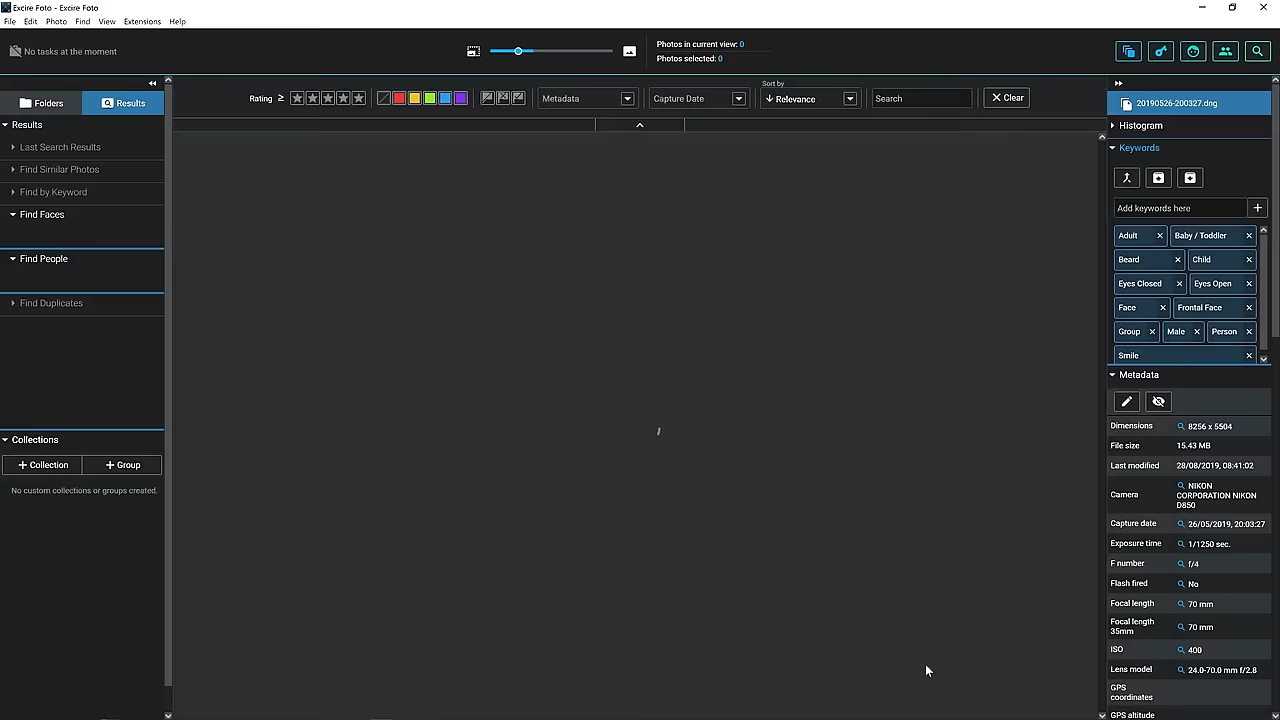 Excire Foto - Excire Foto
File Edit Photo Find View Extensions Help
No tasks at the moment
Photos in current view: 0
Photos selected: 0
Folders
Results
Rating ≥
Metadata
Capture Date
Sort by
Relevance
Search
Clear
Results
Last Search Results
Find Similar Photos
Find by Keyword
Find Faces
Find People
Find Duplicates
Collections
+ Collection
+ Group
No custom collections or groups created.
20190526-200327.dng
Histogram
Keywords
Add keywords here
Adult Baby / Toddler
Beard Child
Eyes Closed Eyes Open
Face Frontal Face
Group Male Person
Smile
Metadata
Dimensions 8256 x 5504
File size 15.43 MB
Last modified 28/08/2019, 08:41:02
Camera NIKON CORPORATION NIKON D850
Capture date 26/05/2019, 20:03:27
Exposure time 1/1250 sec.
F number f/4
Flash fired No
Focal length 70 mm
Focal length 35mm 70 mm
ISO 400
Lens model 24.0-70.0 mm f/2.8
GPS coordinates
GPS altitude